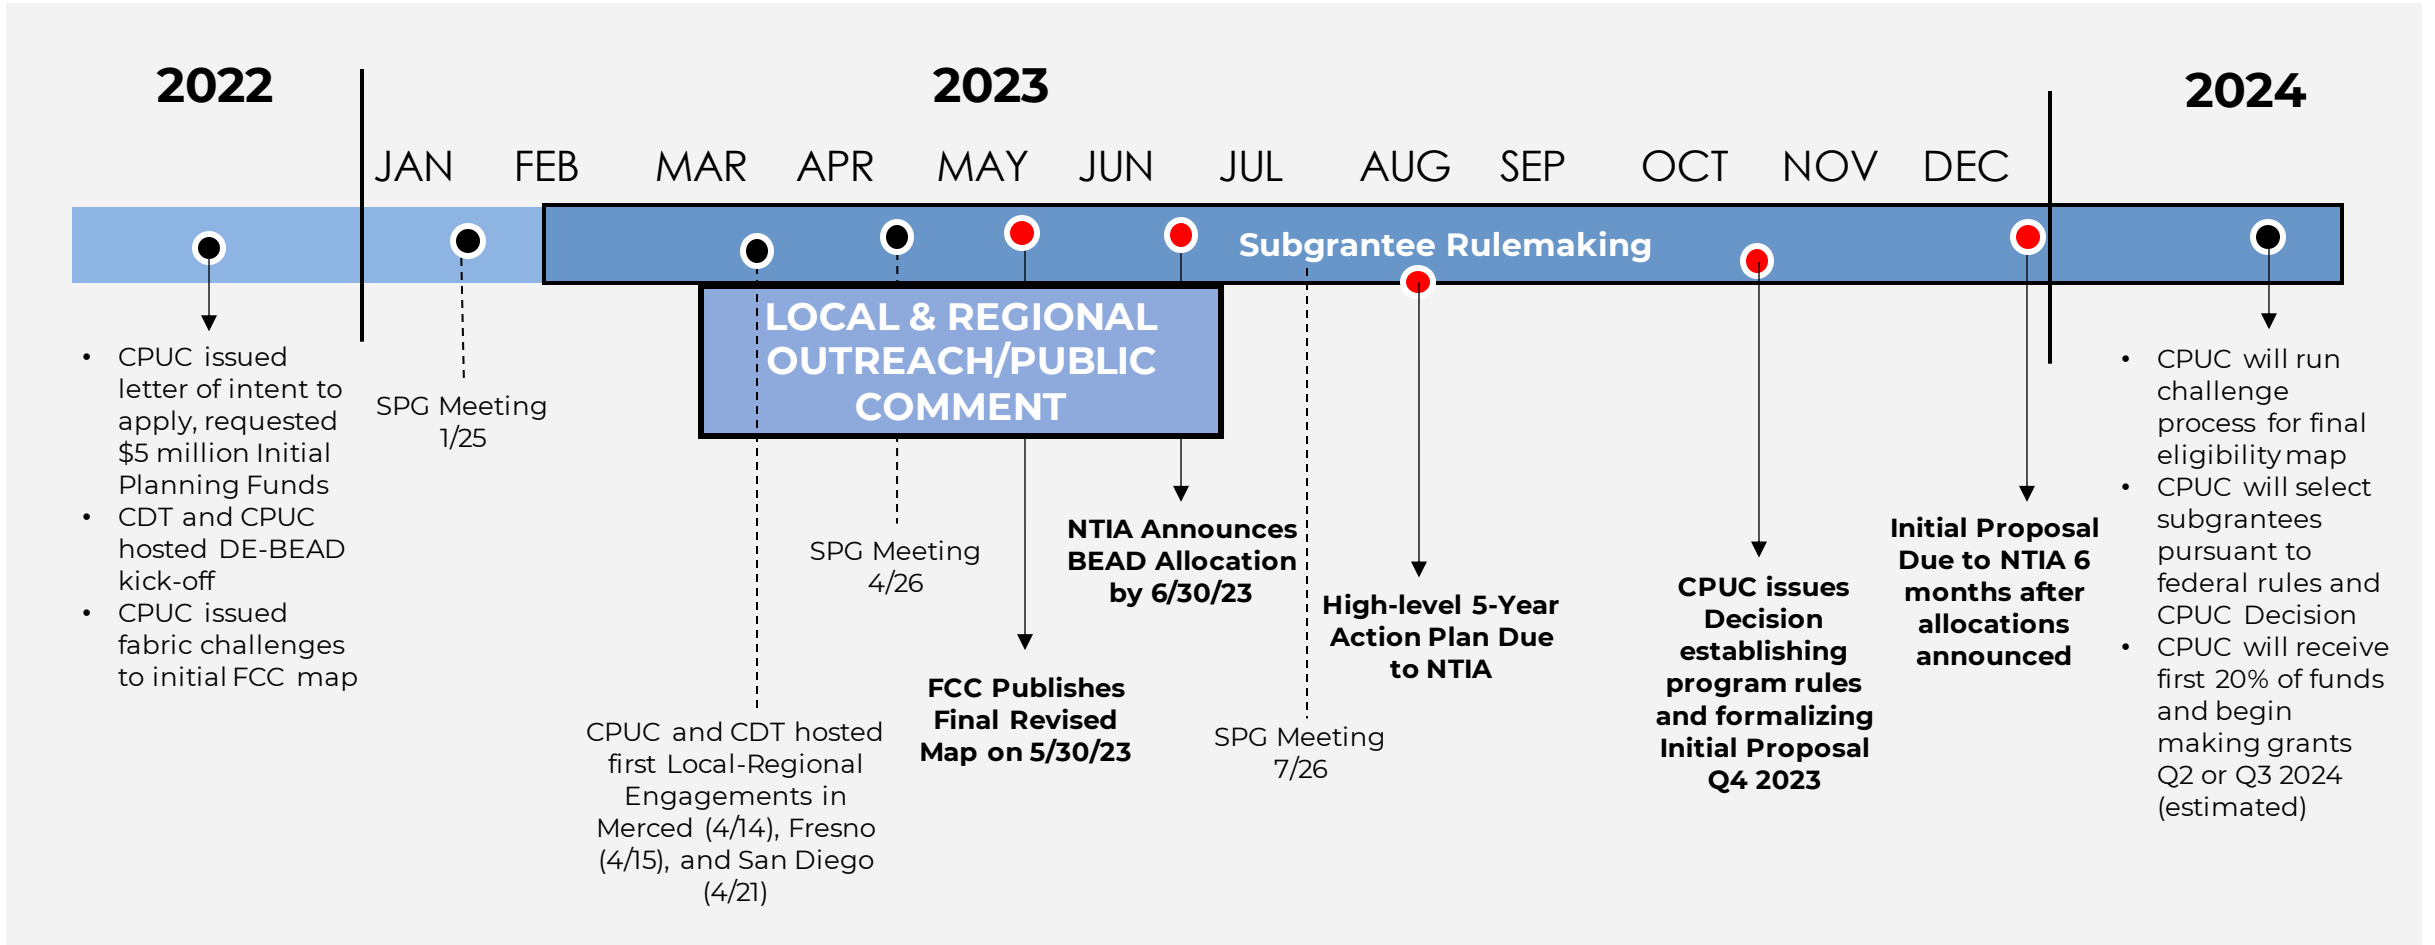 2022
2023
2024
JAN FEB MAR APR MAY JUN JUL AUG SEP OCT NOV DEC
Subgrantee Rulemaking
LOCAL & REGIONAL
OUTREACH/PUBLIC
COMMENT
• CPUC issued
letter of intent to
apply, requested
$5 million Initial
Planning Funds
• CDT and CPUC
hosted DE-BEAD
kick-off
• CPUC issued
fabric challenges
to initial FCC map
SPG Meeting
1/25
CPUC and CDT hosted
first Local-Regional
Engagements in
Merced (4/14), Fresno
(4/15), and San Diego
(4/21)
SPG Meeting
4/26
FCC Publishes
Final Revised
Map on 5/30/23
NTIA Announces
BEAD Allocation
by 6/30/23
SPG Meeting
7/26
High-level 5-Year
Action Plan Due
to NTIA
CPUC issues
Decision
establishing
program rules
and formalizing
Initial Proposal
Q4 2023
Initial Proposal
Due to NTIA 6
months after
allocations
announced
• CPUC will run
challenge
process for final
eligibility map
• CPUC will select
subgrantees
pursuant to
federal rules and
CPUC Decision
• CPUC will receive
first 20% of funds
and begin
making grants
Q2 or Q3 2024
(estimated)